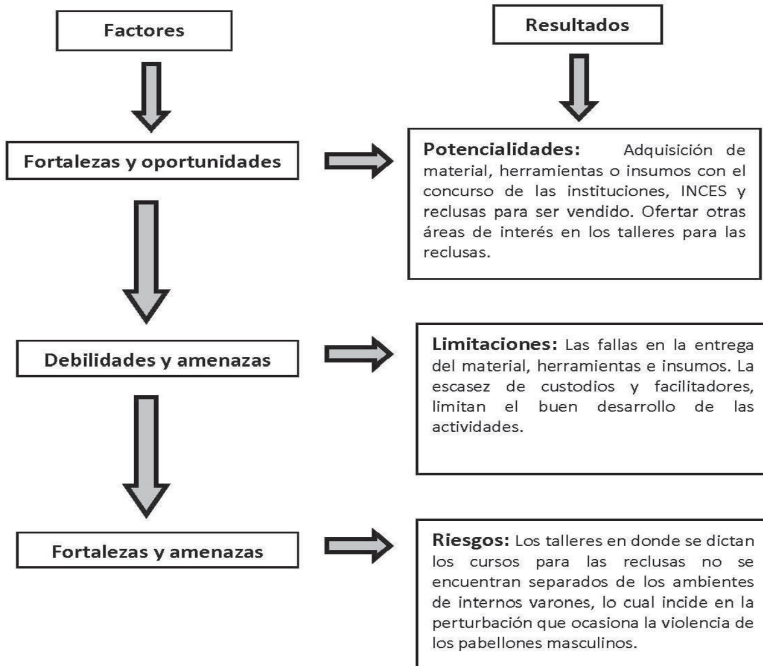 Factores
Resultados
Fortalezas y oportunidades
Potencialidades: Adquisición de
material, herramientas o insumos con el
concurso de las instituciones, INCES y
reclusas para ser vendido. Ofertar otras
áreas de interés en los talleres para las
reclusas.
Debilidades y amenazas
Limitaciones: Las fallas en la entrega
del material, herramientas e insumos. La
escasez de custodios y facilitadores,
limitan el buen desarrollo de las
actividades.
Fortalezas y amenazas
Riesgos: Los talleres en donde se dictan
los cursos para las reclusas no se
encuentran separados de los ambientes
de internos varones, lo cual incide en la
perturbación que ocasiona la violencia de
los pabellones masculinos.